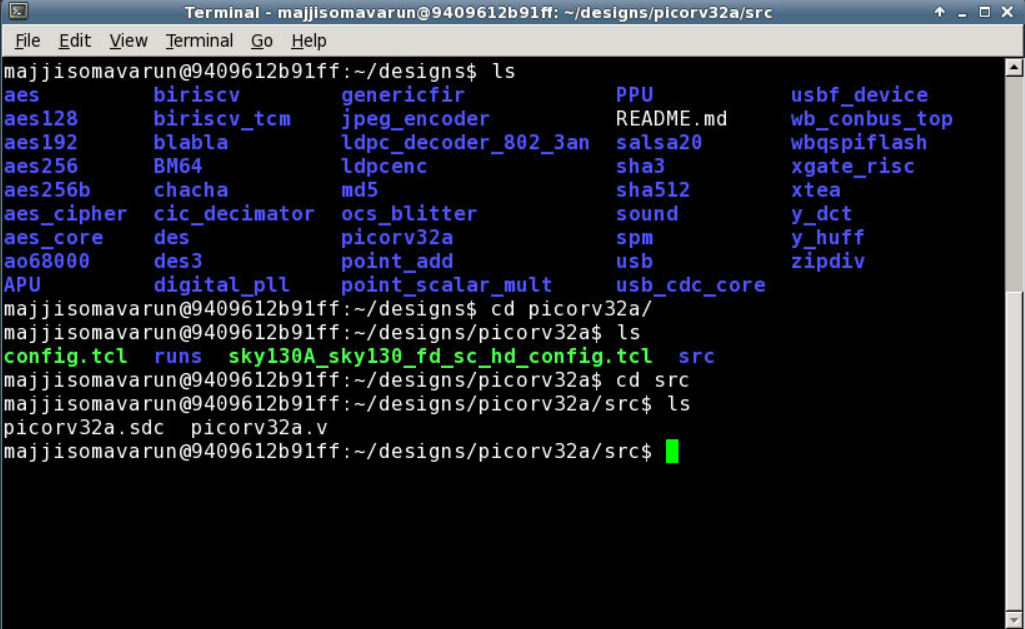 Terminal - majjisomavarun@9409612b91ff: ~/designs/picorv32a/src
File Edit View Terminal Go Help
majjisomavarun@9409612b91ff:~/designs$ ls
aes biriscv genericfir PPU usbf_device
aes128 biriscv_tcm jpeg_encoder README.md wb_conbus_top
aes192 blabla ldpc_decoder_802_3an salsa20 wbqspiflash
aes256 BM64 ldpcenc sha3 xgate_risc
aes256b chacha md5 sha512 xtea
aes_cipher cic_decimator ocs_blitter sound y_dct
aes_core des picorv32a spm y_huff
ao68000 des3 point_add usb zipdiv
APU digital_pll point_scalar_mult usb_cdc_core
majjisomavarun@9409612b91ff:~/designs$ cd picorv32a/
majjisomavarun@9409612b91ff:~/designs/picorv32a$ ls
config.tcl runs sky130A_sky130_fd_sc_hd_config.tcl src
majjisomavarun@9409612b91ff:~/designs/picorv32a$ cd src
majjisomavarun@9409612b91ff:~/designs/picorv32a/src$ ls
picorv32a.sdc picorv32a.v
majjisomavarun@9409612b91ff:~/designs/picorv32a/src$